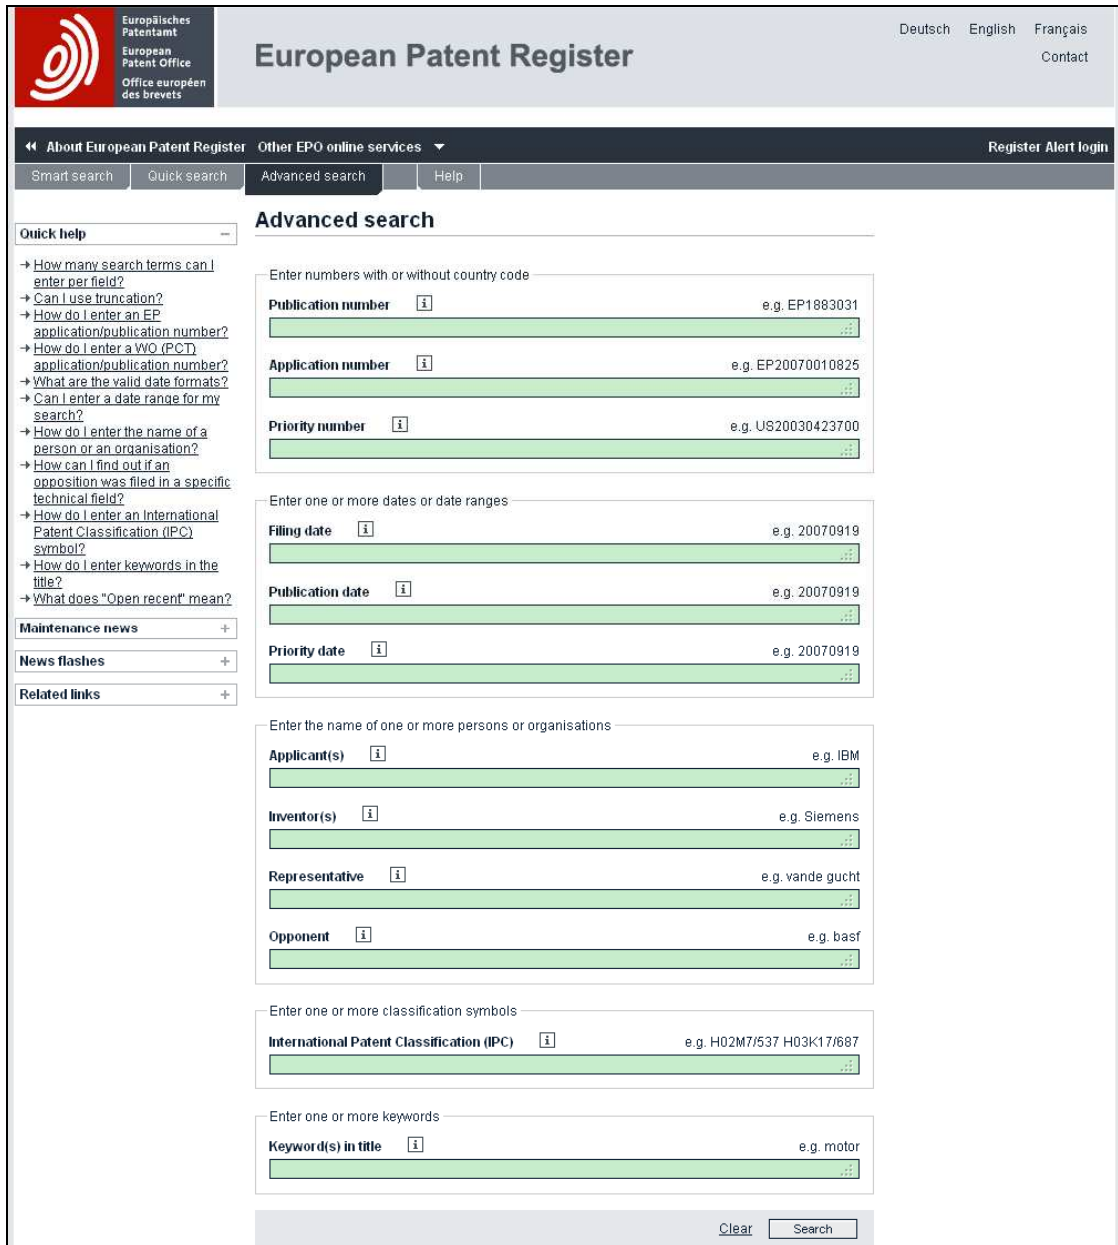 Europäisches
Patentamt
European
Patent Office
Office européen
des brevets
European Patent Register
Deutsch English Français
Contact
About European Patent Register Other EPO online services
Register Alert login
Smart search Quick search Advanced search Help
Quick help
How many search terms can I
enter per field?
Can I use truncation?
How do I enter an EP
application/publication number?
How do I enter a WO (PCT)
application/publication number?
What are the valid date formats?
Can I enter a date range for my
search?
How do I enter the name of a
person or an organisation?
How can I find out if an
opposition was filed in a specific
technical field?
How do I enter an International
Patent Classification (IPC)
symbol?
How do I enter keywords in the
title?
What does "Open recent" mean?
Maintenance news
News flashes
Related links
Advanced search
Enter numbers with or without country code
Publication number i e.g. EP1883031
Application number i e.g. EP20070010825
Priority number i e.g. US20030423700
Enter one or more dates or date ranges
Filing date i e.g. 20070919
Publication date i e.g. 20070919
Priority date i e.g. 20070919
Enter the name of one or more persons or organisations
Applicant(s) i e.g. IBM
Inventor(s) i e.g. Siemens
Representative i e.g. vande gucht
Opponent i e.g. basf
Enter one or more classification symbols
International Patent Classification (IPC) i e.g. H02M7/537 H03K17/687
Enter one or more keywords
Keyword(s) in title i e.g. motor
Clear Search